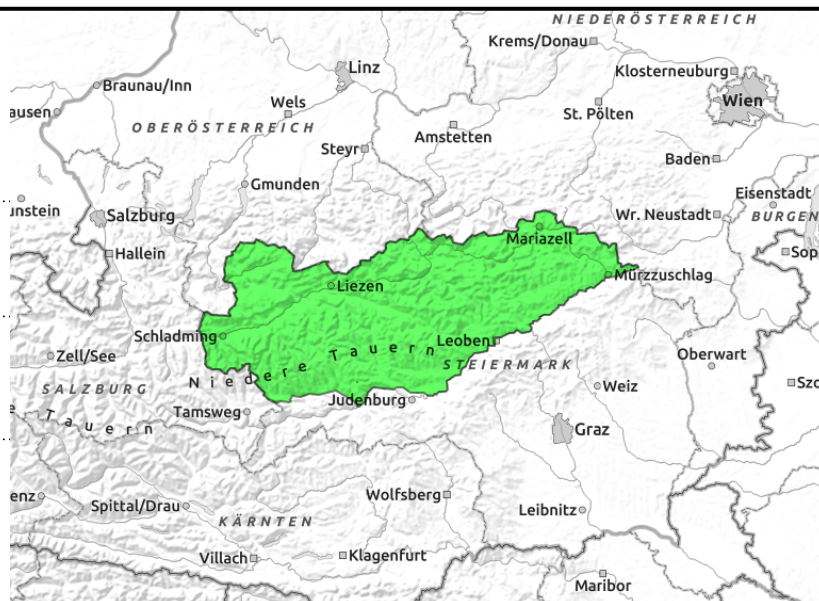 NIEDERÖSTERREICH
Krems/Donau
Linz
Klosterneuburg
Braunau/Inn
Wien
Wels
ausen
St. Pölten
OBERÖSTERREICH
Amstetten
Steyr
Baden
Gmunden
Eisenstadt
unstein
Salzburg
Wr. Neustadt
BURGEN
Mariazell
Hallein
Sop
Mürzzuschlag
Liezen
Schladming
Leoben
Zell/See
Niedere Tauern
STEIERMARK
Oberwart
SALZBURG
Weiz
Szo
Judenburg
Tamsweg
e
Tauern
Graz
enz
Wolfsberg
Spittal/Drau
Leibnitz
KÄRNTEN
Villach
Klagenfurt
Maribor